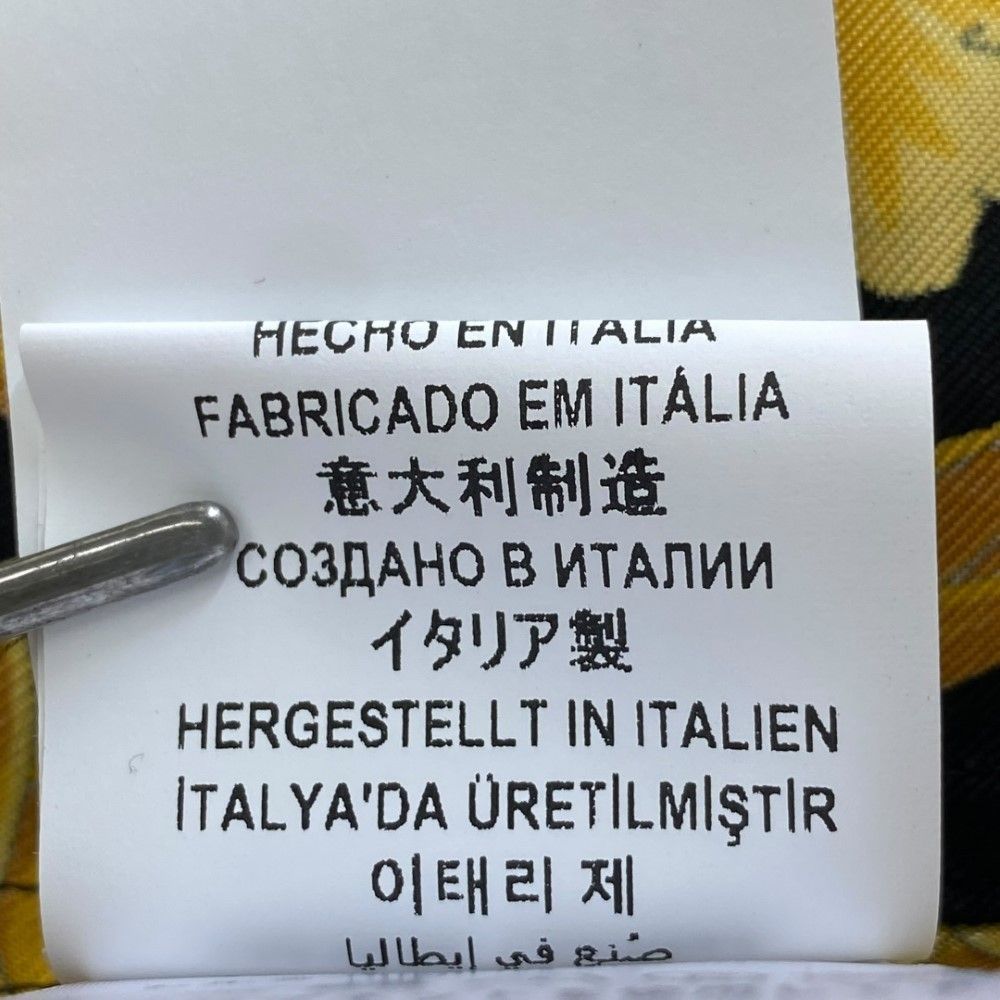 HECHO EN ITALIA
FABRICADO EM ITÁLIA
意大利制造
СОЗДАНО В ИТАЛИИ
イタリア製
HERGESTELLT IN ITALIEN
İTALYA'DA ÜRETİLMİŞTİR
이태리 제
صُنع في إيطاليا